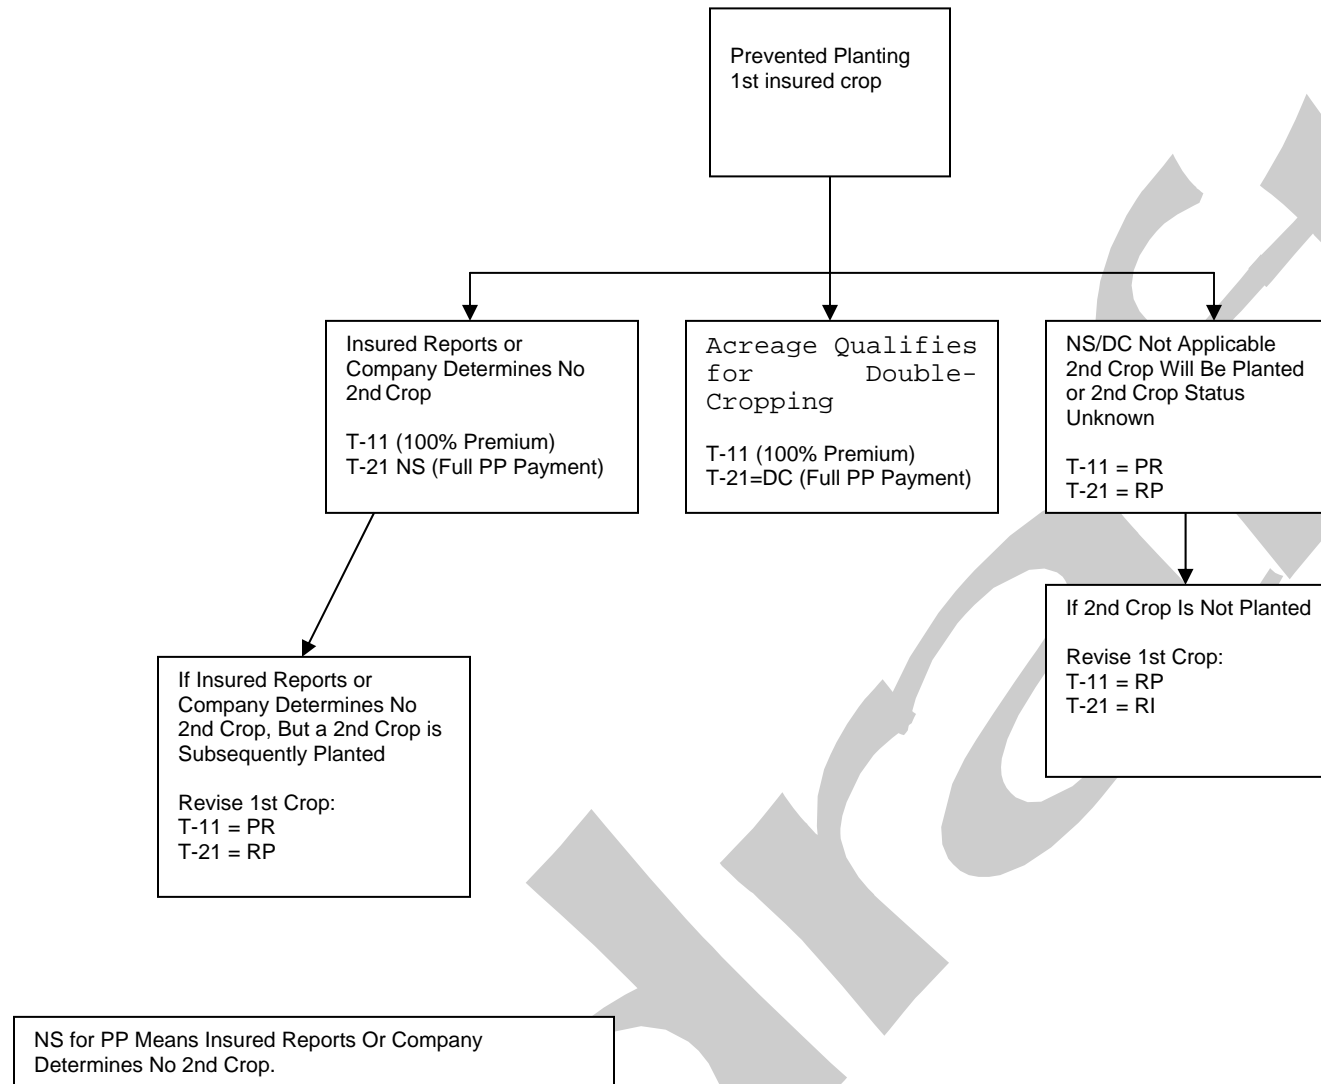 Prevented Planting
1st insured crop
Insured Reports or
Company Determines No
2nd Crop
T-11 (100% Premium)
T-21 NS (Full PP Payment)
Acreage Qualifies
for Double-
Cropping
T-11 (100% Premium)
T-21=DC (Full PP Payment)
NS/DC Not Applicable
2nd Crop Will Be Planted
or 2nd Crop Status
Unknown
T-11 = PR
T-21 = RP
If Insured Reports or
Company Determines No
2nd Crop, But a 2nd Crop is
Subsequently Planted
Revise 1st Crop:
T-11 = PR
T-21 = RP
If 2nd Crop Is Not Planted
Revise 1st Crop:
T-11 = RP
T-21 = RI
NS for PP Means Insured Reports Or Company
Determines No 2nd Crop.